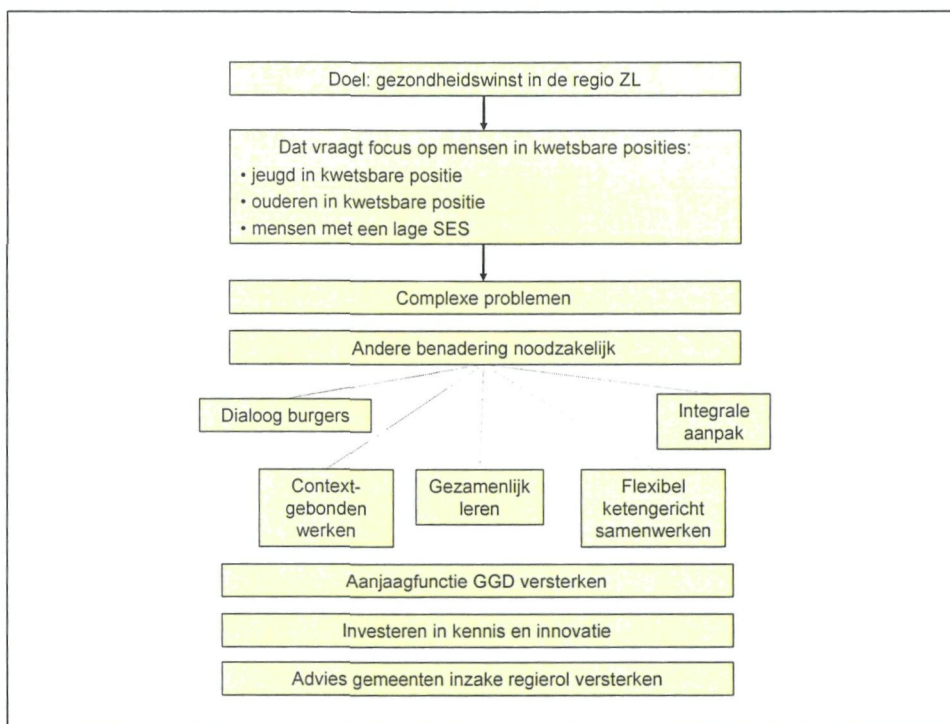 Doel: gezondheidswinst in de regio ZL
Dat vraagt focus op mensen in kwetsbare posities:
• jeugd in kwetsbare positie
• ouderen in kwetsbare positie
• mensen met een lage SES
Complexe problemen
Andere benadering noodzakelijk
Dialoog burgers
Integrale
aanpak
Context-
gebonden
werken
Gezamenlijk
leren
Flexibel
ketengericht
samenwerken
Aanjaagfunctie GGD versterken
Investeren in kennis en innovatie
Advies gemeenten inzake regierol versterken